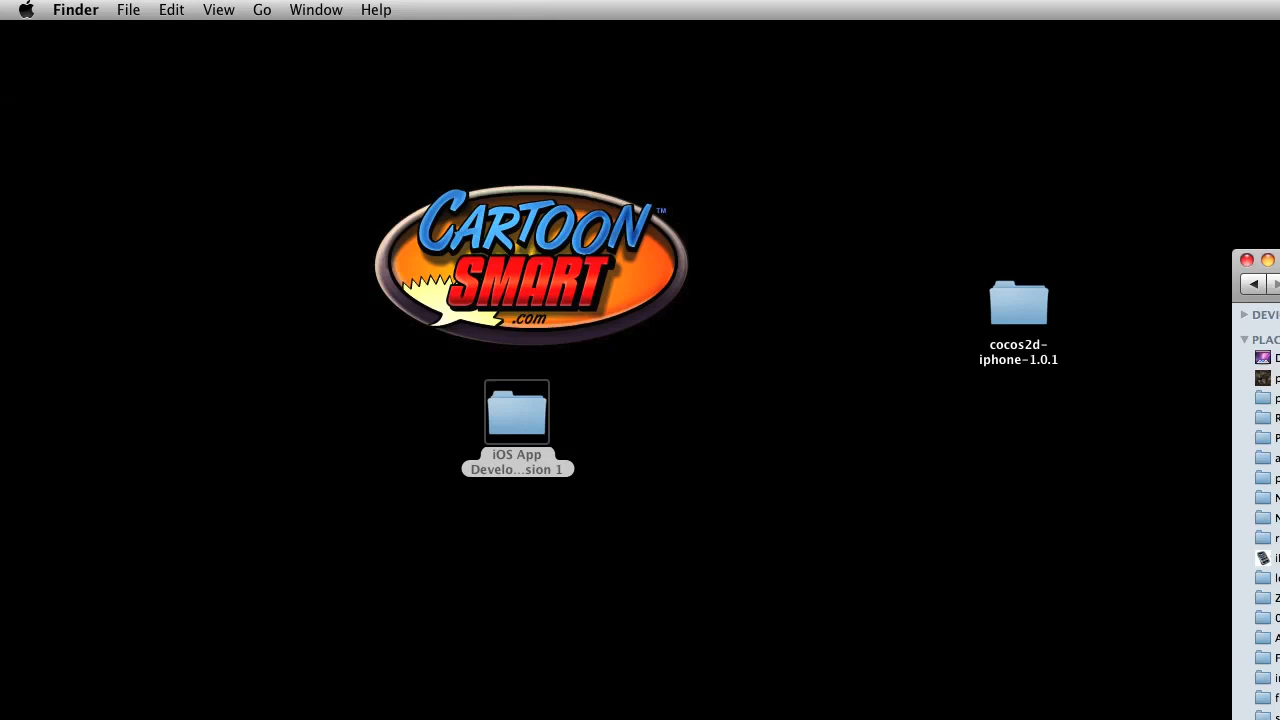 Finder File Edit View Go Window Help
CARTOON™
SMART
.com
cocos2d-
iphone-1.0.1
iOS App
Develo...sion 1
DEVI
PLAC